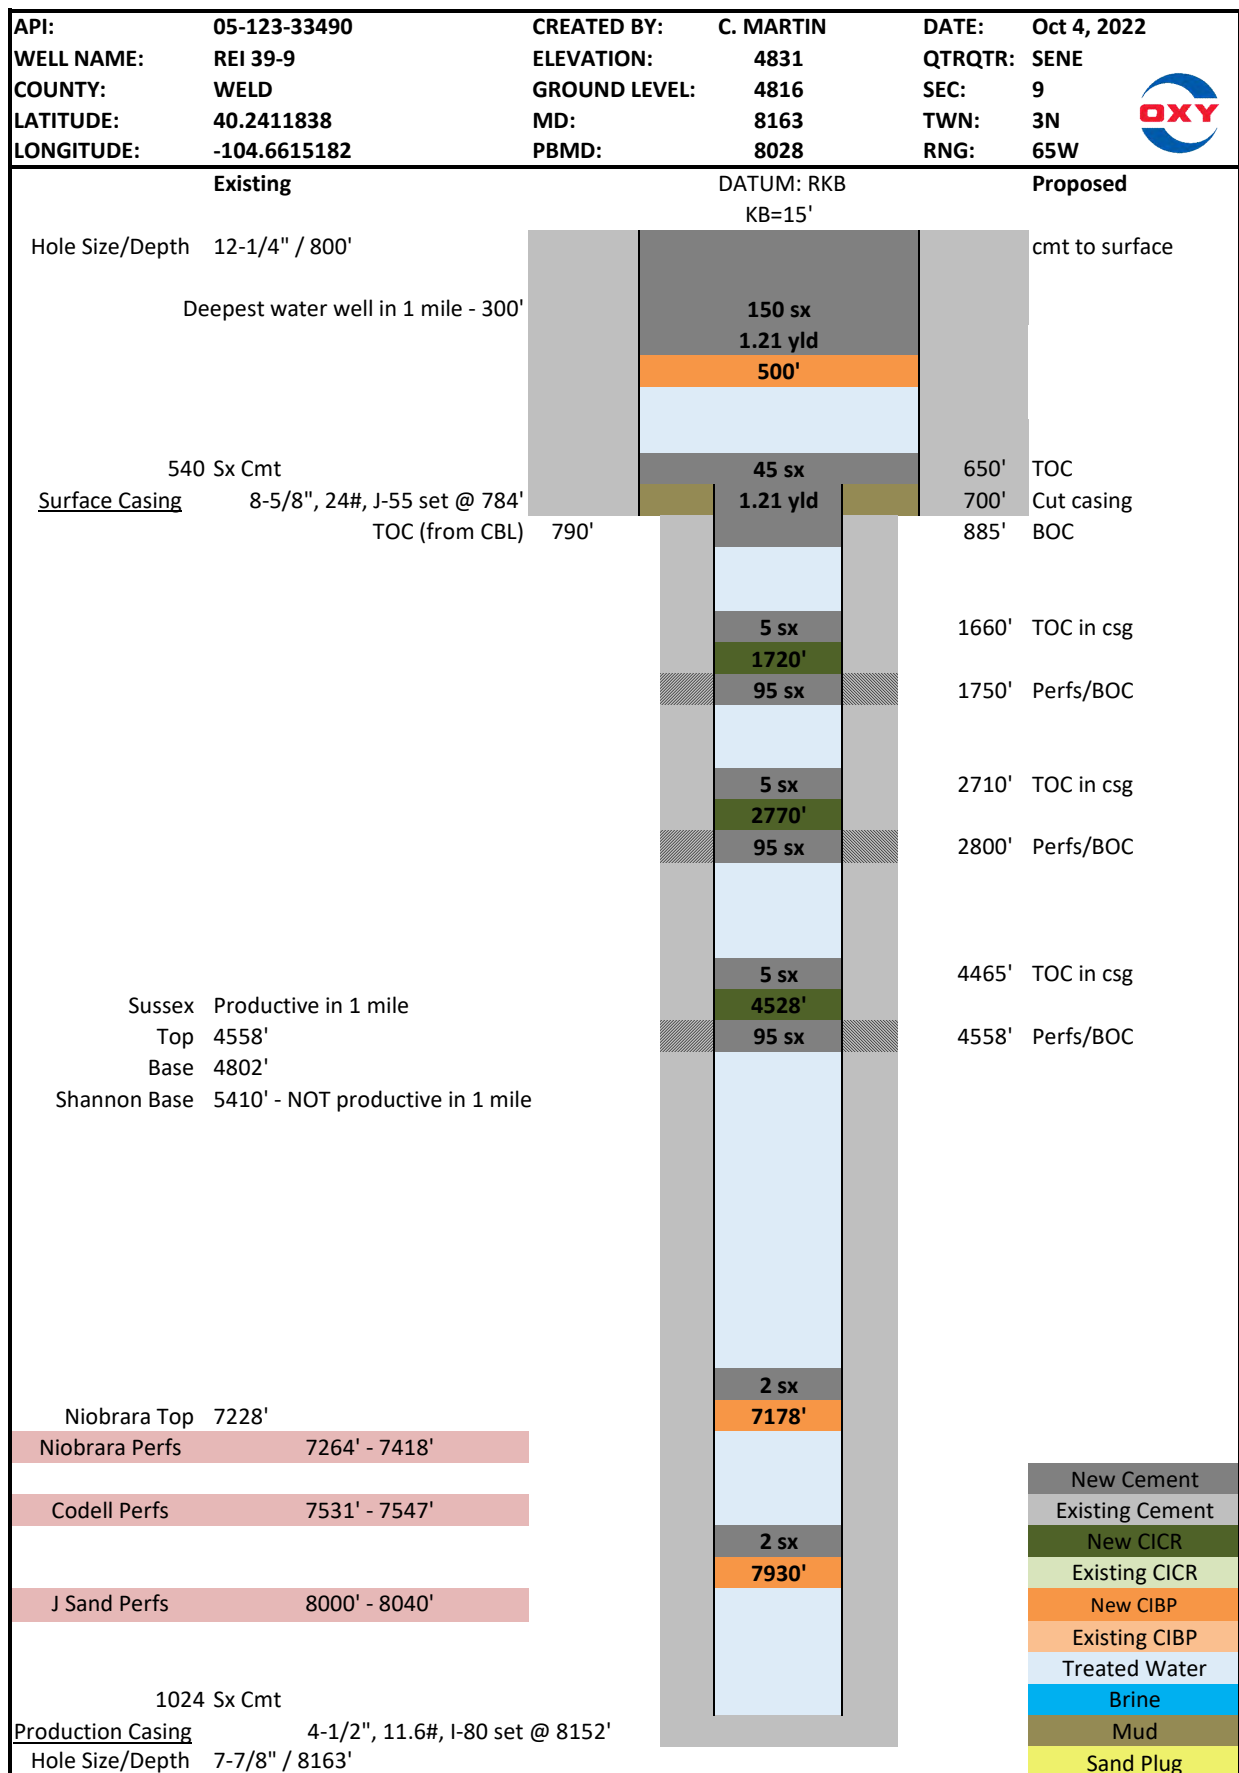 API: 05-123-33490 CREATED BY: C. MARTIN DATE: Oct 4, 2022
WELL NAME: REI 39-9 ELEVATION: 4831 QTRQTR: SENE
COUNTY: WELD GROUND LEVEL: 4816 SEC: 9
LATITUDE: 40.2411838 MD: 8163 TWN: 3N
LONGITUDE: -104.6615182 PBMD: 8028 RNG: 65W
OXY
Existing DATUM: RKB Proposed
KB=15'
Hole Size/Depth 12-1/4" / 800' cmt to surface
Deepest water well in 1 mile - 300' 150 sx
1.21 yld
500'
540 Sx Cmt 45 sx 650' TOC
Surface Casing 8-5/8", 24#, J-55 set @ 784' 1.21 yld 700' Cut casing
TOC (from CBL) 790' 885' BOC
5 sx 1660' TOC in csg
1720'
95 sx 1750' Perfs/BOC
5 sx 2710' TOC in csg
2770'
95 sx 2800' Perfs/BOC
5 sx 4465' TOC in csg
Sussex Productive in 1 mile 4528'
Top 4558' 95 sx 4558' Perfs/BOC
Base 4802'
Shannon Base 5410' - NOT productive in 1 mile
2 sx
Niobrara Top 7228' 7178'
Niobrara Perfs 7264' - 7418'
New Cement
Codell Perfs 7531' - 7547' Existing Cement
2 sx New CICR
7930' Existing CICR
J Sand Perfs 8000' - 8040' New CIBP
Existing CIBP
Treated Water
1024 Sx Cmt Brine
Production Casing 4-1/2", 11.6#, I-80 set @ 8152' Mud
Hole Size/Depth 7-7/8" / 8163' Sand Plug